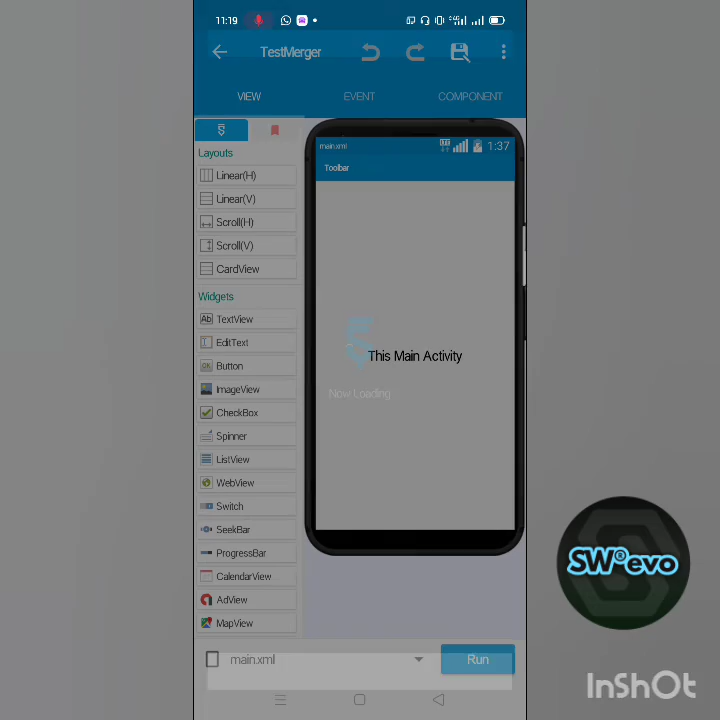 11:19
TestMerger
VIEW
EVENT
COMPONENT
Layouts
Linear(H)
Linear(V)
Scroll(H)
Scroll(V)
CardView
Widgets
Ab TextView
EditText
OK Button
ImageView
CheckBox
Spinner
ListView
WebView
Switch
SeekBar
ProgressBar
CalendarView
AdView
MapView
main.xml
1:37
Toolbar
This Main Activity
Now Loading
main.xml
Run
SW®evo
InShOt